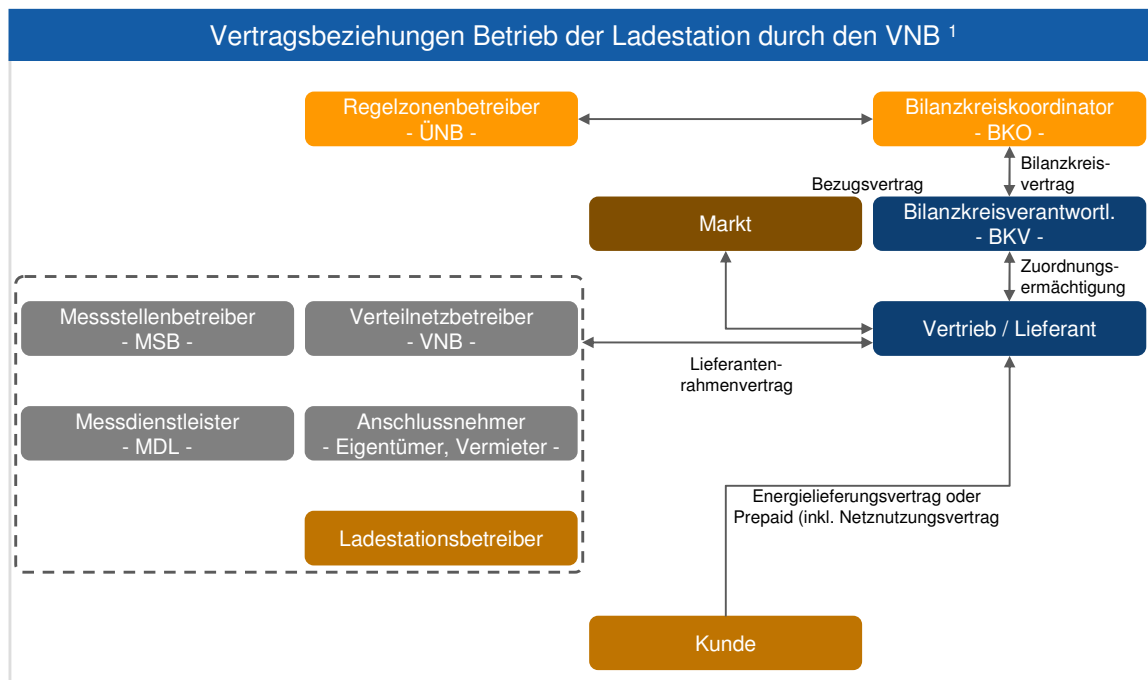 Vertragsbeziehungen Betrieb der Ladestation durch den VNB ¹
Regelzonenbetreiber
- ÜNB -
Bilanzkreiskoordinator
- BKO -
Bilanzkreis-
vertrag
Bezugsvertrag
Markt
Bilanzkreisverantwortl.
- BKV -
Zuordnungs-
ermächtigung
Messstellenbetreiber
- MSB -
Verteilnetzbetreiber
- VNB -
Vertrieb / Lieferant
Lieferanten-
rahmenvertrag
Messdienstleister
- MDL -
Anschlussnehmer
- Eigentümer, Vermieter -
Energielieferungsvertrag oder
Prepaid (inkl. Netznutzungsvertrag
Ladestationsbetreiber
Kunde